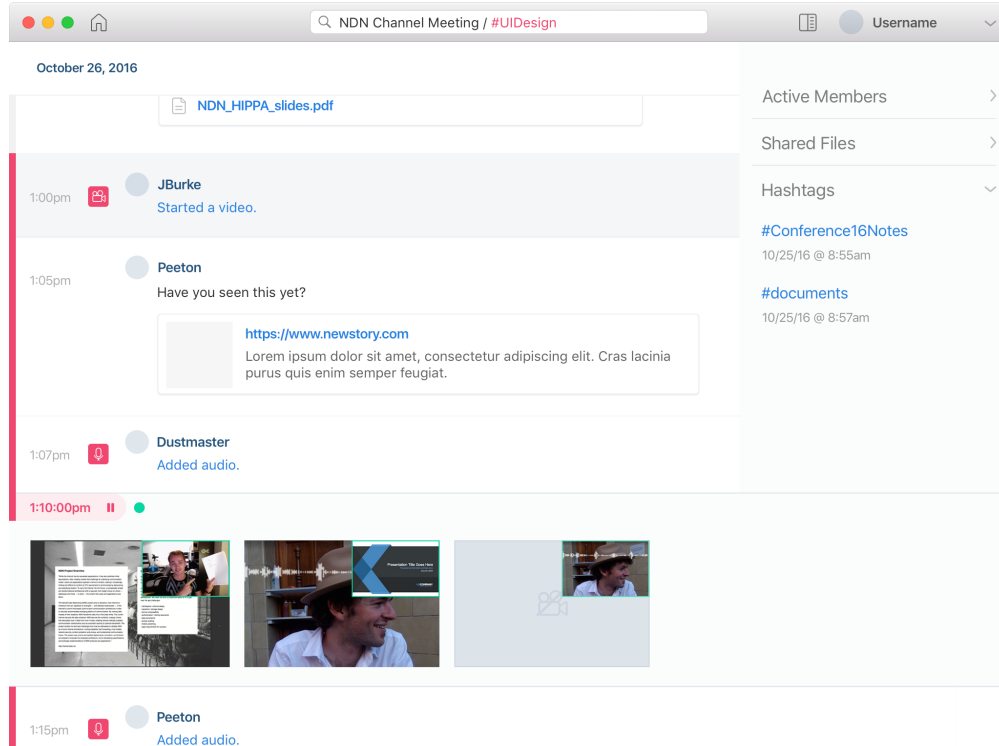 NDN Channel Meeting / #UIDesign
Username
October 26, 2016
NDN_HIPPA_slides.pdf
1:00pm
JBurke
Started a video.
1:05pm
Peeton
Have you seen this yet?
https://www.newstory.com
Lorem ipsum dolor sit amet, consectetur adipiscing elit. Cras lacinia
purus quis enim semper feugiat.
1:07pm
Dustmaster
Added audio.
1:10:00pm
NDN Project Overview
Presentation Title Goes Here
1:15pm
Peeton
Added audio.
Active Members
Shared Files
Hashtags
#Conference16Notes
10/25/16 @ 8:55am
#documents
10/25/16 @ 8:57am